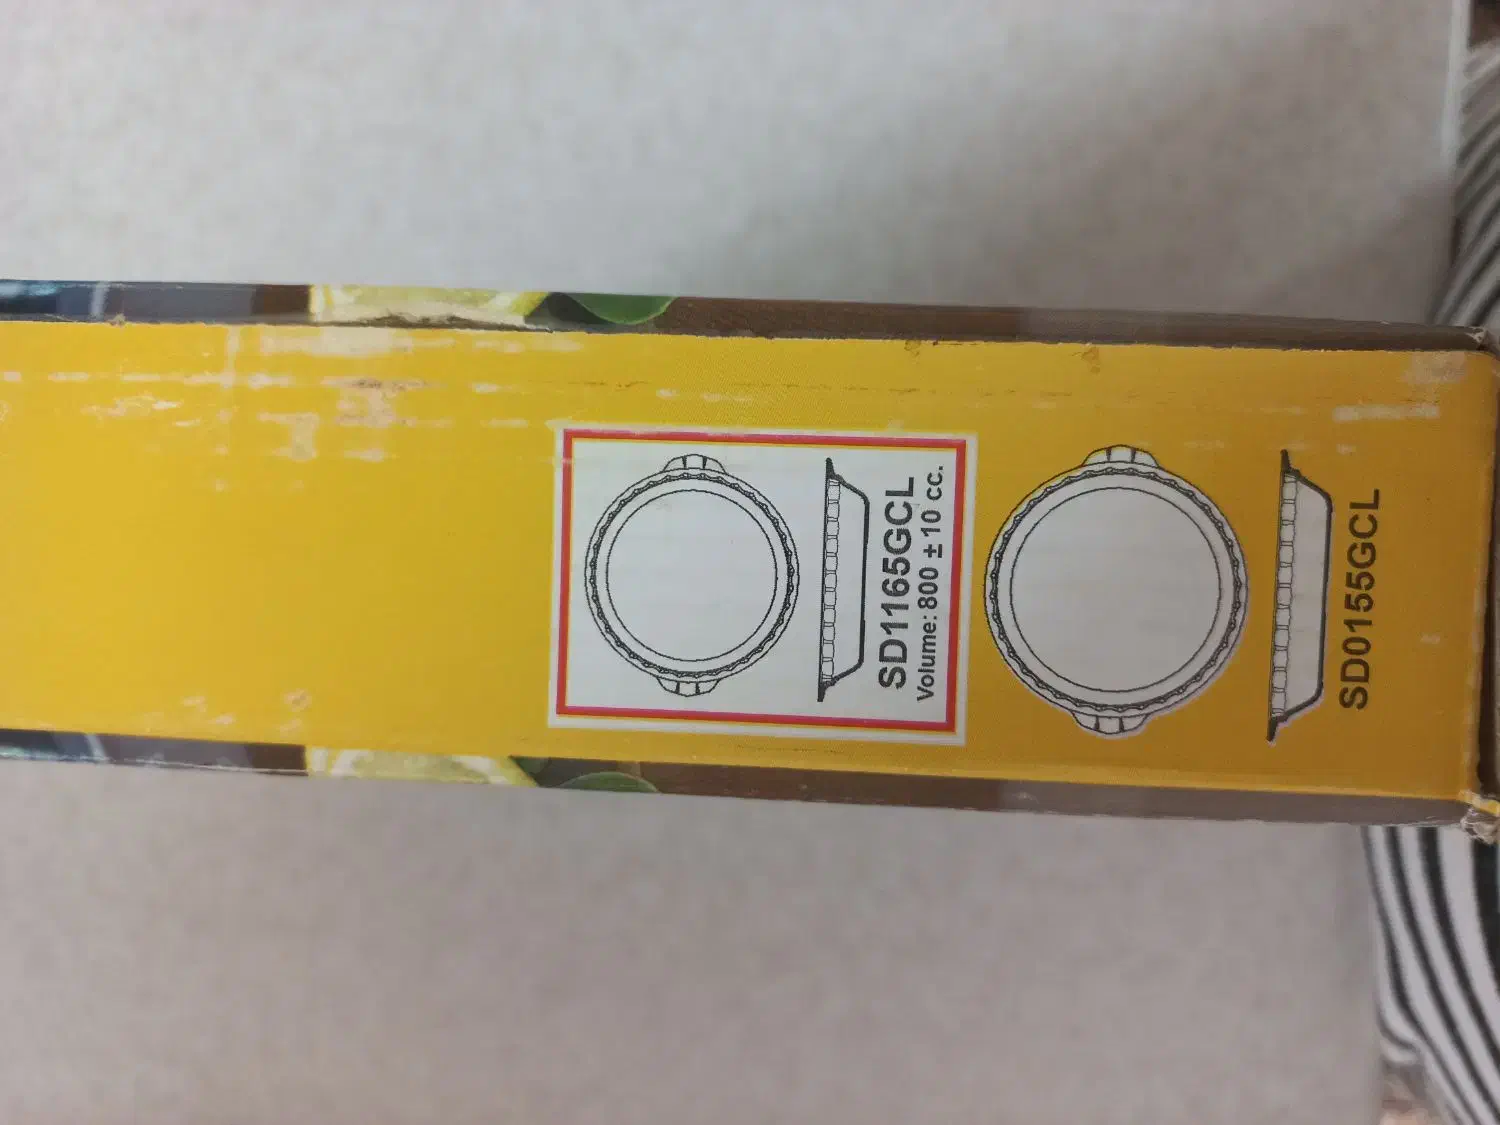 SD1165GCL
Volume: 800 ± 10 cc.
SD0155GCL